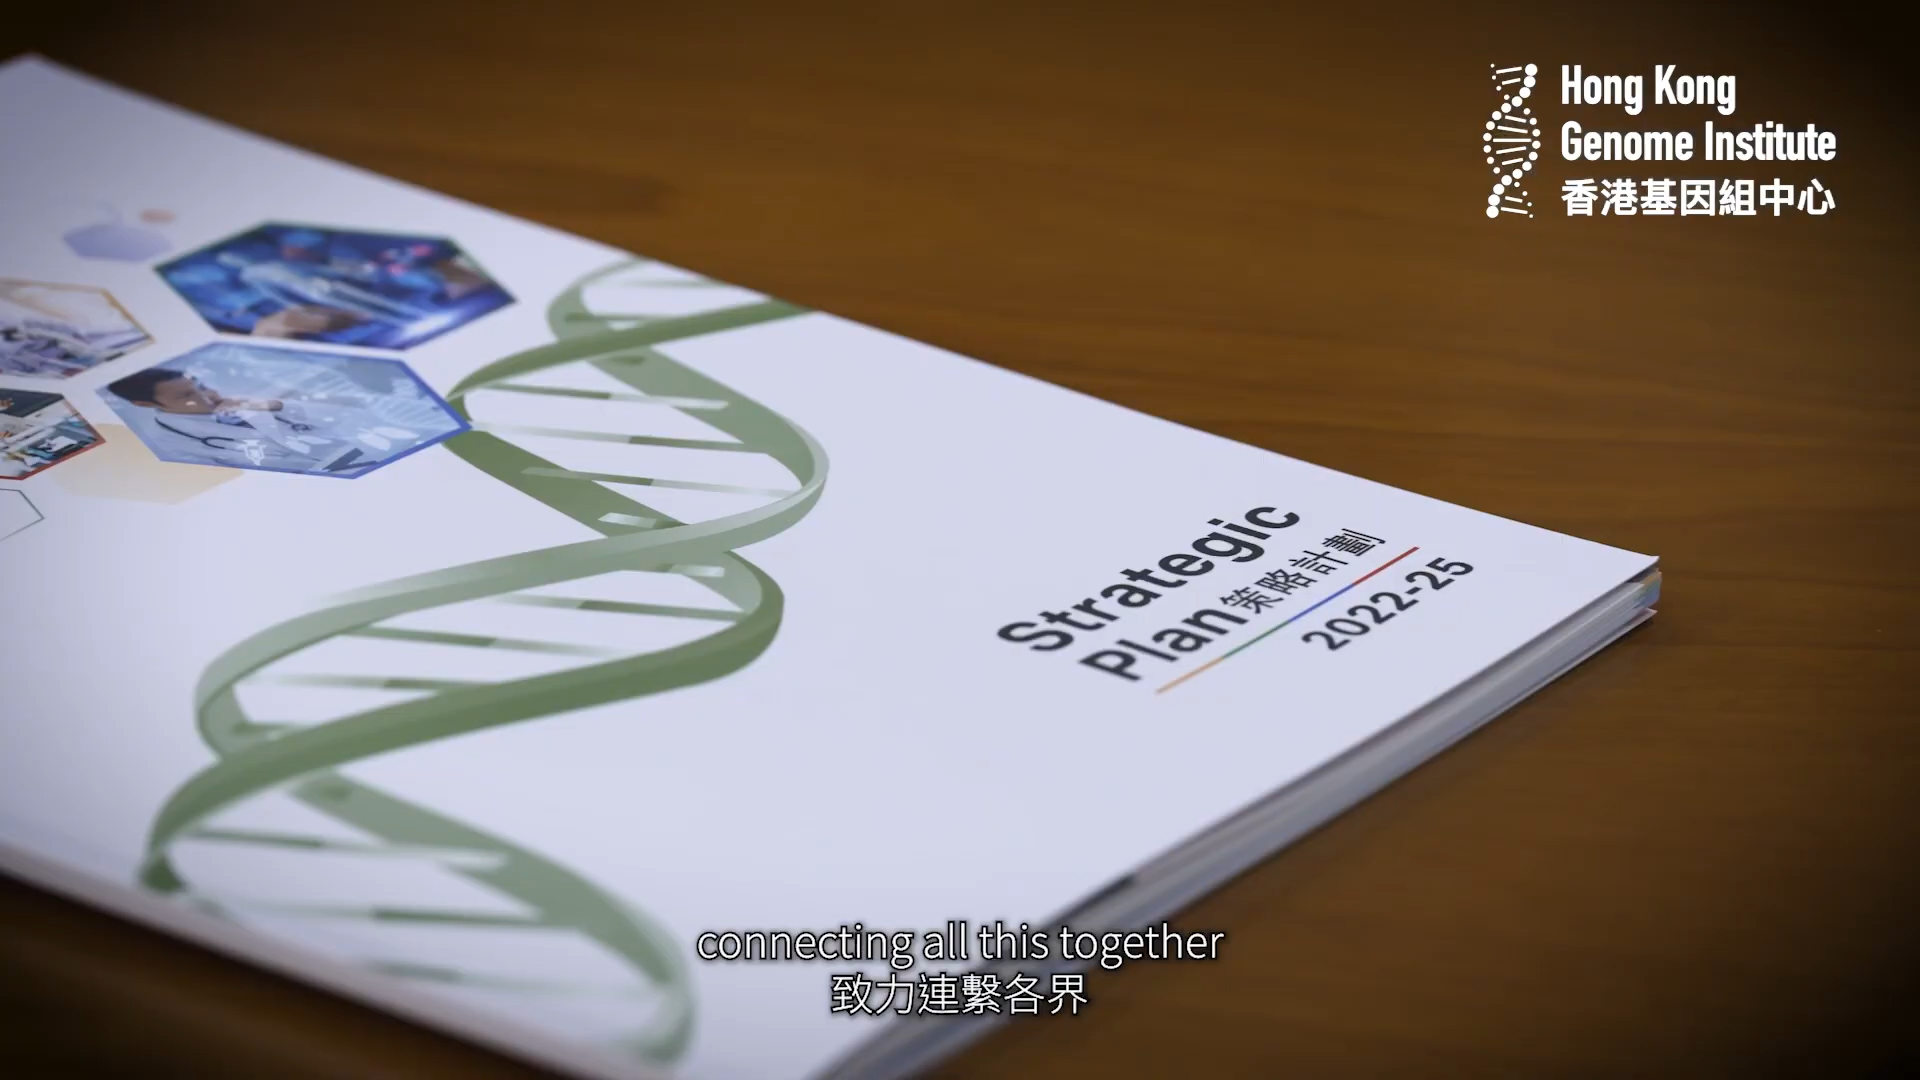 Hong Kong
Genome Institute
香港基因組中心
Strategic
Plan 策略計劃
2022-25
connecting all this together
致力連繫各界